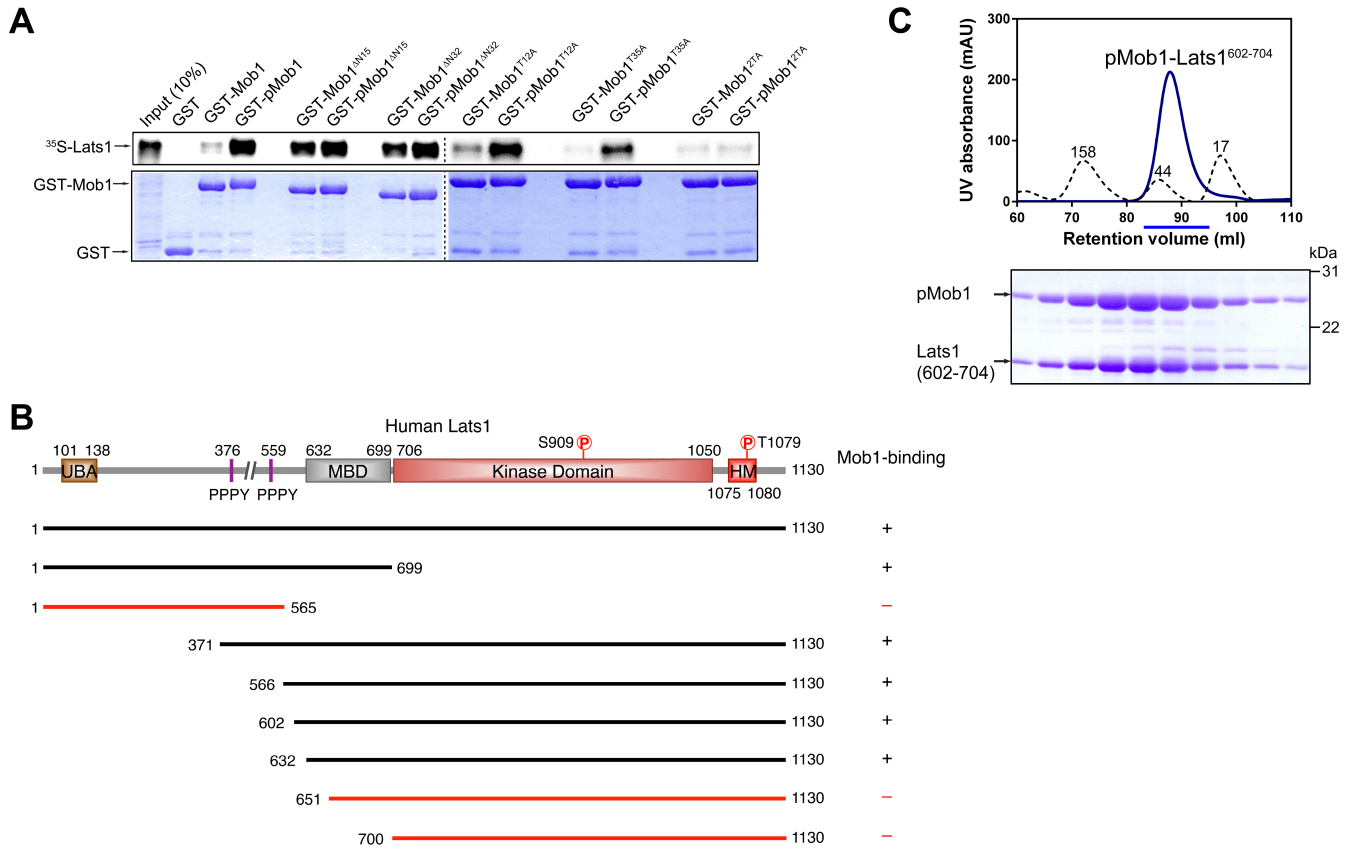 A
Input (10%)
GST
GST-Mob1
GST-pMob1
GST-Mob1ΔN15
GST-pMob1ΔN15
GST-Mob1ΔN32
GST-pMob1ΔN32
GST-Mob1T12A
GST-pMob1T12A
GST-Mob1T35A
GST-pMob1T35A
GST-Mob12TA
GST-pMob12TA
35S-Lats1
GST-Mob1
GST
C
UV absorbance (mAU)
300
200
100
0
pMob1-Lats1602-704
158
44
17
60 70 80 90 100 110
Retention volume (ml)
kDa
31
22
pMob1
Lats1
(602-704)
B
Human Lats1
101 138 376 559 632 699 706 S909 P 1050 P T1079
1 UBA MBD Kinase Domain HM 1130 Mob1-binding
PPPY PPPY 1075 1080
1 1130 +
1 699 +
1 565 –
371 1130 +
566 1130 +
602 1130 +
632 1130 +
651 1130 –
700 1130 –